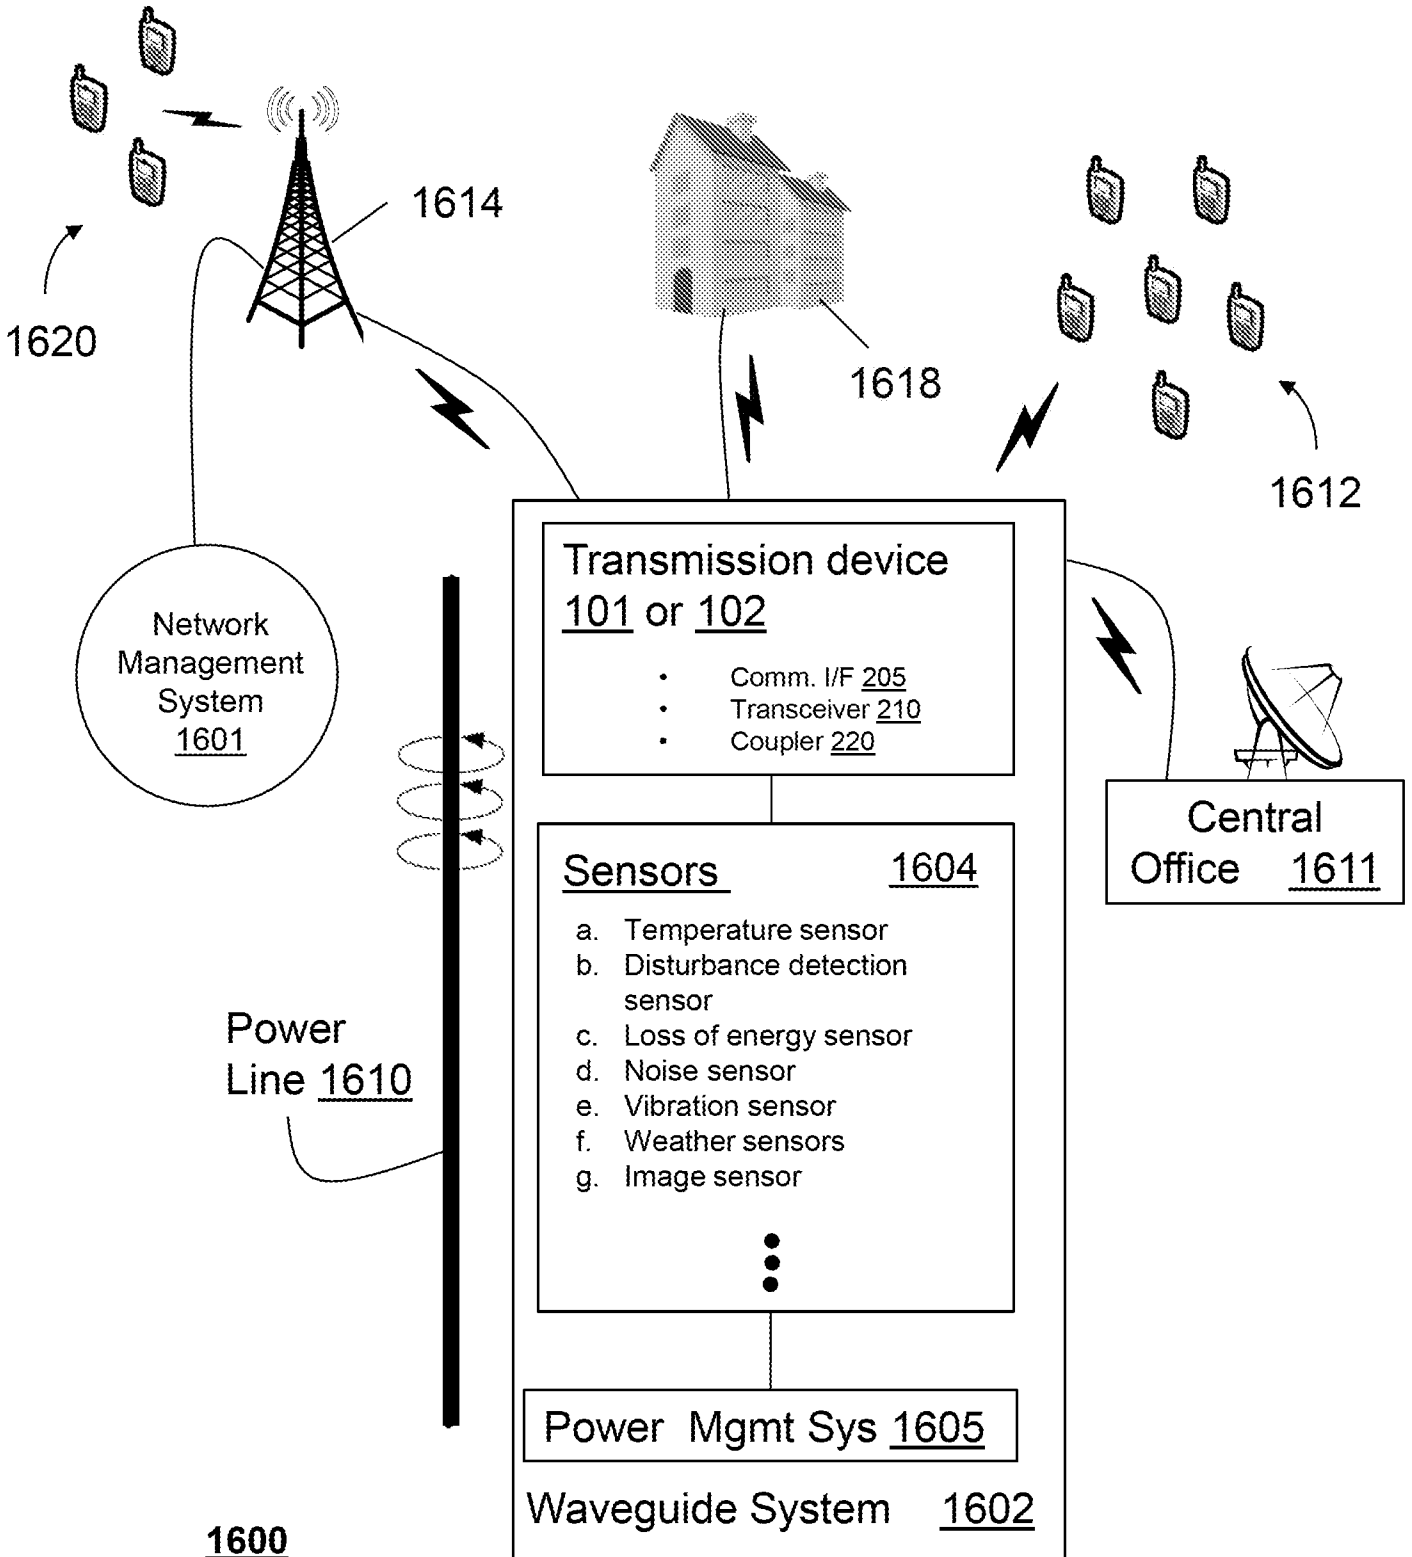 1614
1620
1618
1612
Transmission device
101 or 102
• Comm. I/F 205
• Transceiver 210
• Coupler 220
Network
Management
System
1601
Central
Office 1611
Sensors 1604
a. Temperature sensor
b. Disturbance detection
sensor
c. Loss of energy sensor
d. Noise sensor
e. Vibration sensor
f. Weather sensors
g. Image sensor
Power
Line 1610
Power Mgmt Sys 1605
Waveguide System 1602
1600